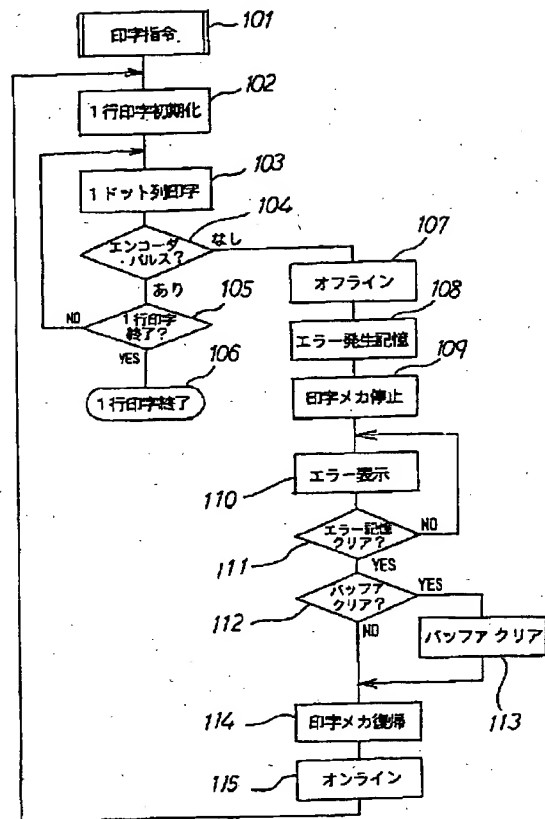 印字指令
101
1行印字初期化
102
1ドット列印字
103
エンコーダ
・パルス?
104
なし
あり
1行印字
終了?
105
NO
YES
1行印字終了
106
オフライン
107
エラー発生記憶
108
印字メカ停止
109
エラー表示
110
エラー記憶
クリア?
111
NO
YES
バッファ
クリア?
112
YES
NO
バッファ クリア
113
印字メカ復帰
114
オンライン
115